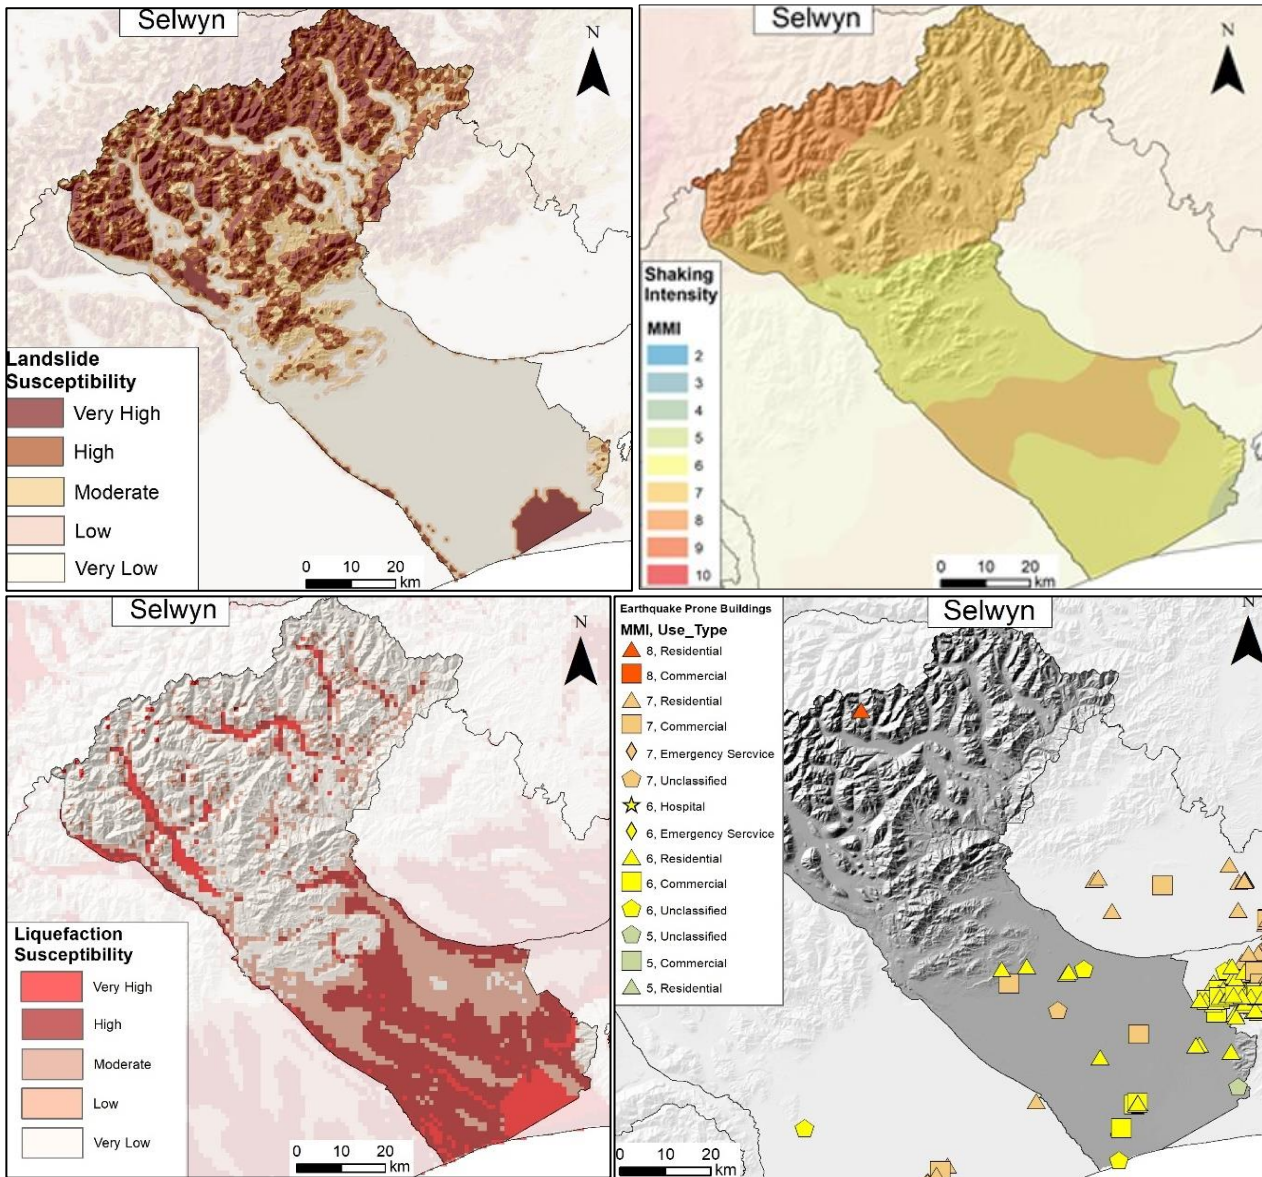 Selwyn
N
Landslide
Susceptibility
Very High
High
Moderate
Low
Very Low
0 10 20
km
Selwyn
N
Shaking
Intensity
MMI
2
3
4
5
6
7
8
9
10
0 10 20
km
Selwyn
N
Liquefaction
Susceptibility
Very High
High
Moderate
Low
Very Low
0 10 20
km
Earthquake Prone Buildings
MMI, Use_Type
8, Residential
8, Commercial
7, Residential
7, Commercial
7, Emergency Sercvice
7, Unclassified
6, Hospital
6, Emergency Sercvice
6, Residential
6, Commercial
6, Unclassified
5, Unclassified
5, Commercial
5, Residential
Selwyn
N
0 10 20
km